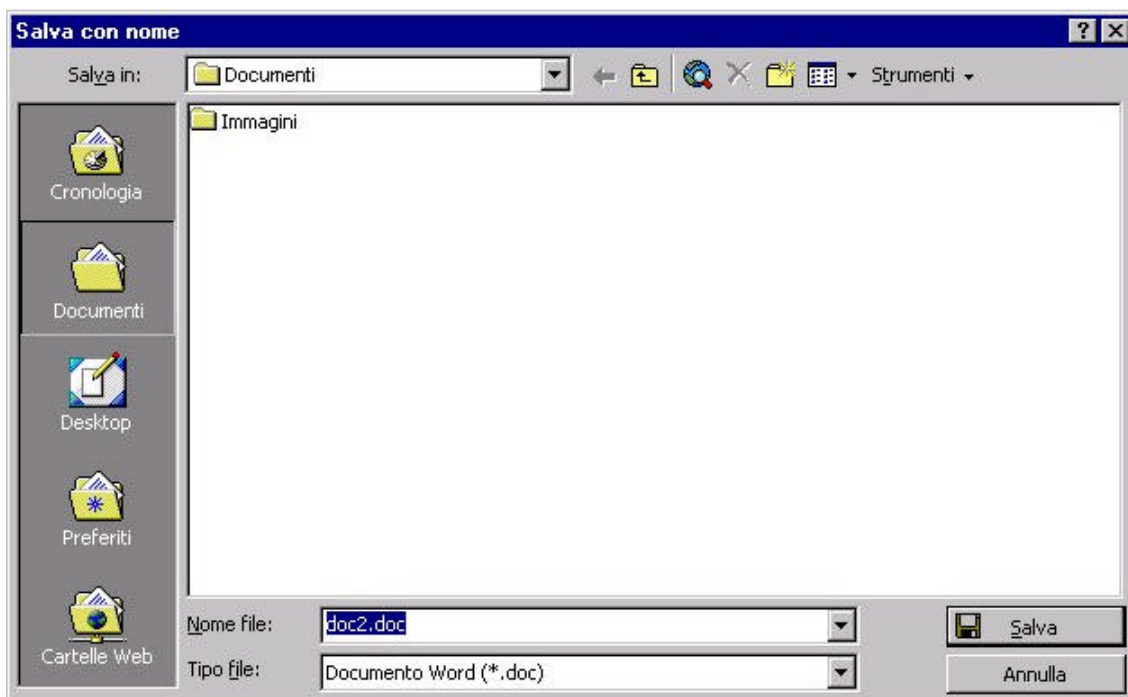 Salva con nome
Salva in: Documenti Strumenti
Immagini
Cronologia
Documenti
Desktop
Preferiti
Cartelle Web
Nome file: doc2.doc Salva
Tipo file: Documento Word (*.doc) Annulla